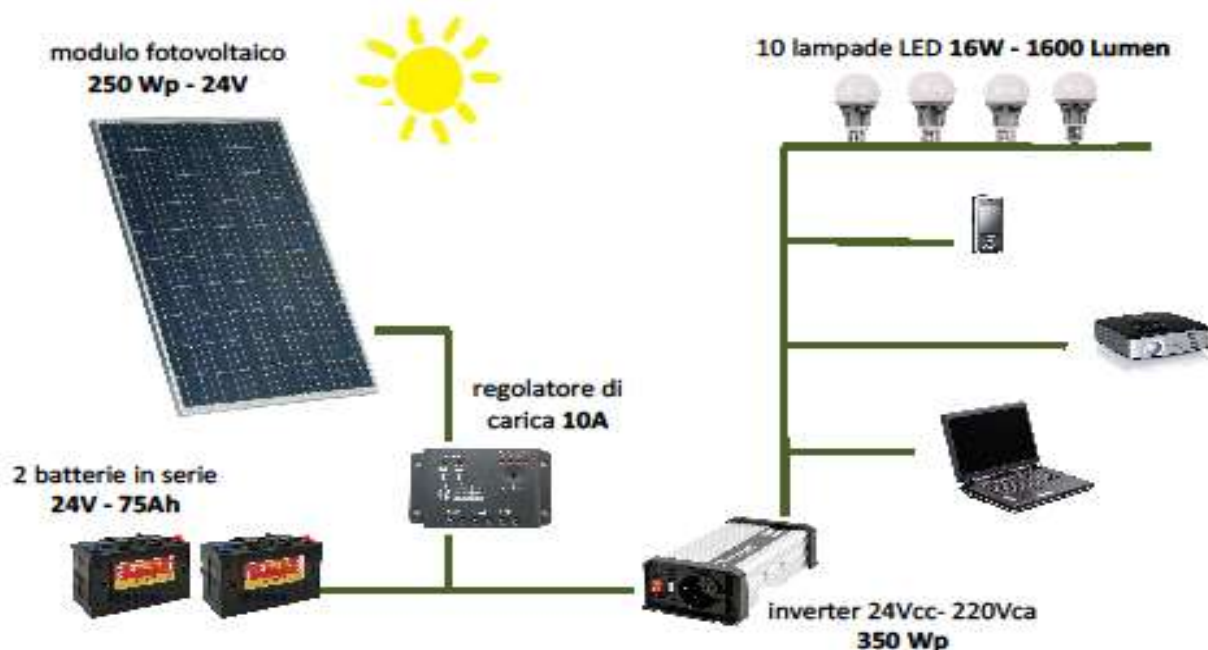 modulo fotovoltaico
250 Wp - 24V
10 lampade LED 16W - 1600 Lumen
regolatore di
carica 10A
2 batterie in serie
24V - 75Ah
inverter 24Vcc- 220Vca
350 Wp